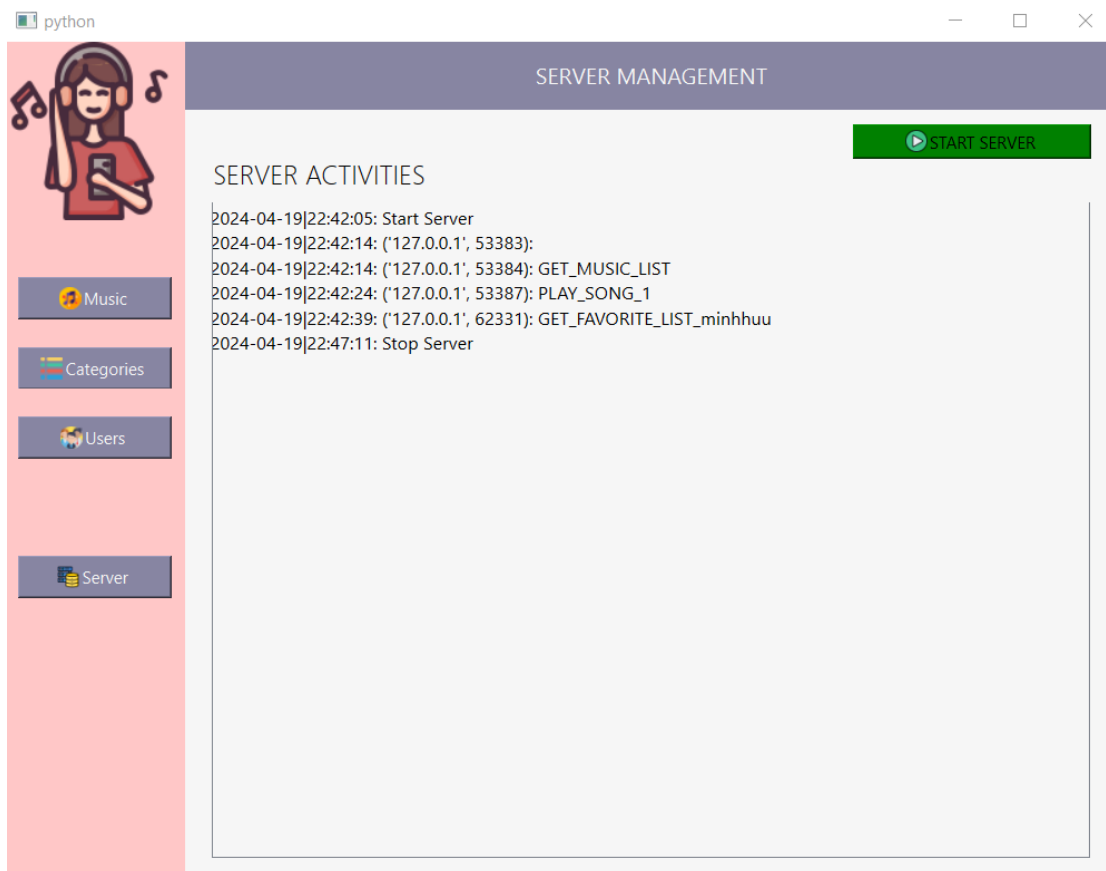 python
SERVER MANAGEMENT
START SERVER
SERVER ACTIVITIES
2024-04-19|22:42:05: Start Server
2024-04-19|22:42:14: ('127.0.0.1', 53383):
2024-04-19|22:42:14: ('127.0.0.1', 53384): GET_MUSIC_LIST
2024-04-19|22:42:24: ('127.0.0.1', 53387): PLAY_SONG_1
2024-04-19|22:42:39: ('127.0.0.1', 62331): GET_FAVORITE_LIST_minhhuu
2024-04-19|22:47:11: Stop Server
Music
Categories
Users
Server